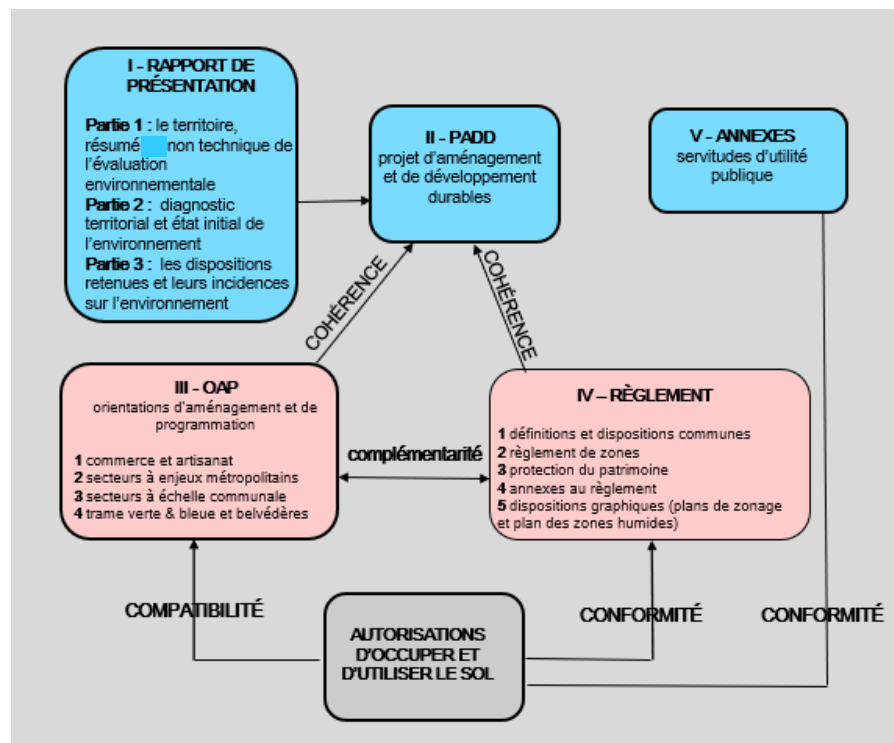 I - RAPPORT DE
PRÉSENTATION
Partie 1 : le territoire,
résumé non technique de
l'évaluation
environnementale
Partie 2 : diagnostic
territorial et état initial de
l'environnement
Partie 3 : les dispositions
retenues et leurs incidences
sur l'environnement
II - PADD
projet d'aménagement
et de développement
durables
V - ANNEXES
servitudes d'utilité
publique
COHÉRENCE
COHÉRENCE
III - OAP
orientations d'aménagement et de
programmation
1 commerce et artisanat
2 secteurs à enjeux métropolitains
3 secteurs à échelle communale
4 trame verte & bleue et belvédères
complémentarité
IV – RÈGLEMENT
1 définitions et dispositions communes
2 règlement de zones
3 protection du patrimoine
4 annexes au règlement
5 dispositions graphiques (plans de zonage
et plan des zones humides)
COMPATIBILITÉ
CONFORMITÉ
CONFORMITÉ
AUTORISATIONS
D'OCCUPER ET
D'UTILISER LE SOL